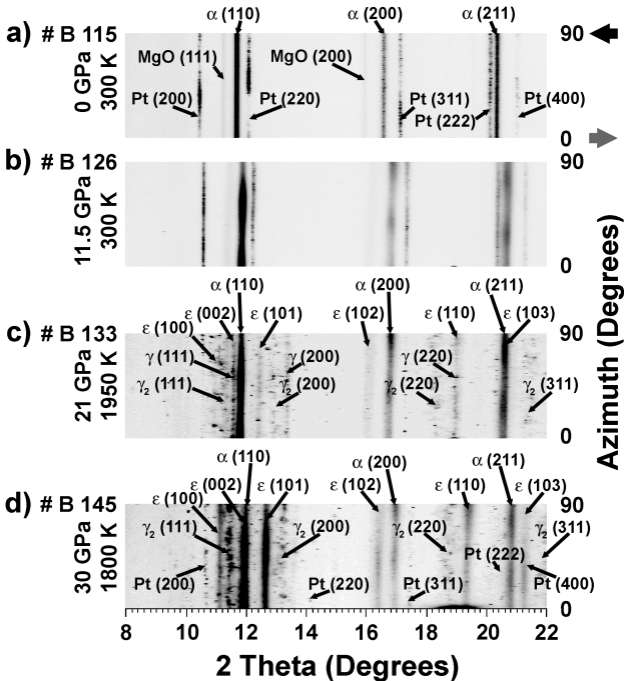 α (110) α (200) α (211)
a) # B 115
0 GPa
300 K
MgO (111) MgO (200)
Pt (200) Pt (220) Pt (311) Pt (222) Pt (400)
90
0
b) # B 126
11.5 GPa
300 K
90
0
α (110) α (200) α (211)
ε (002) ε (101) ε (102) ε (110) ε (103)
c) # B 133
21 GPa
1950 K
ε (100)
γ (111) γ (200) γ (220)
γ₂ (111) γ₂ (200) γ₂ (220) γ₂ (311)
90
0
α (110) α (200) α (211)
ε (002) ε (101) ε (102) ε (110) ε (103)
d) # B 145
30 GPa
1800 K
ε (100)
γ₂ (111) γ₂ (200) γ₂ (220) γ₂ (311)
Pt (200) Pt (220) Pt (311) Pt (222) Pt (400)
90
0
8 10 12 14 16 18 20 22
2 Theta (Degrees)
Azimuth (Degrees)